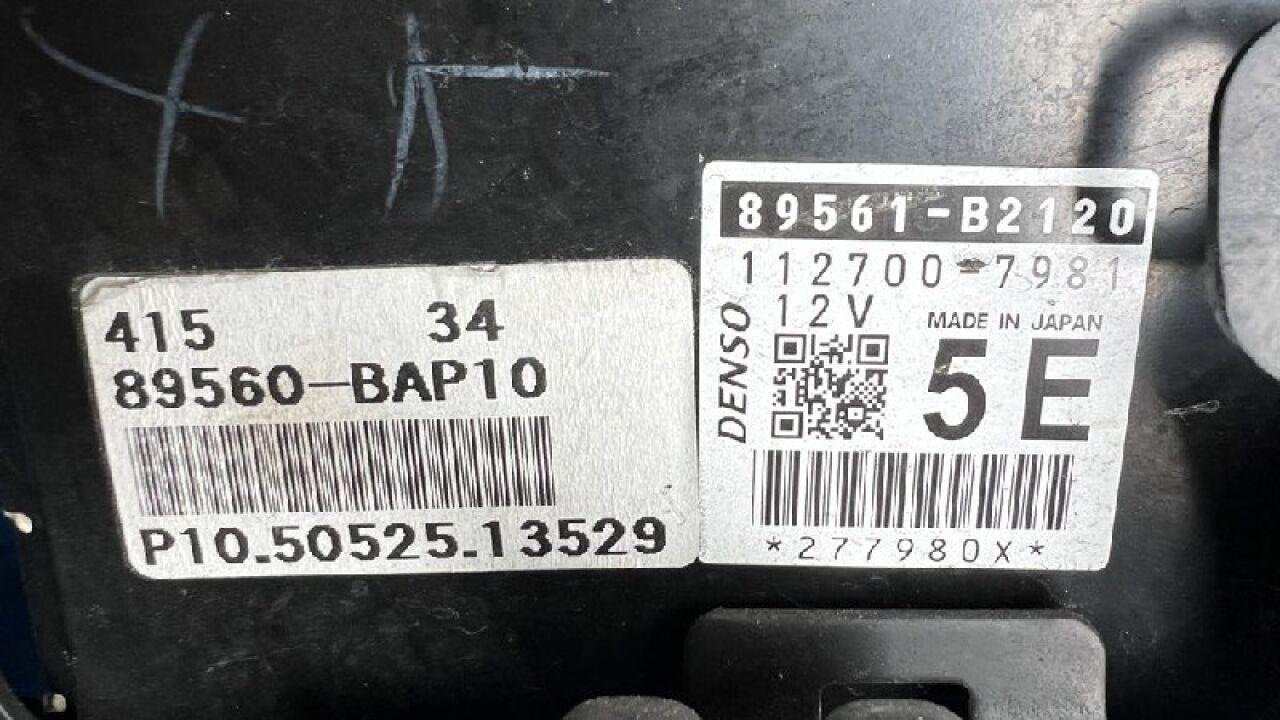 415 34
89560-BAP10
P10.50525.13529
89561-B2120
112700-7981
12V
MADE IN JAPAN
DENSO
5E
*277980X*